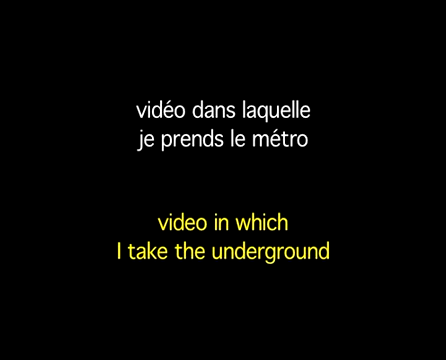 vidéo dans laquelle
je prends le métro
video in which
I take the underground